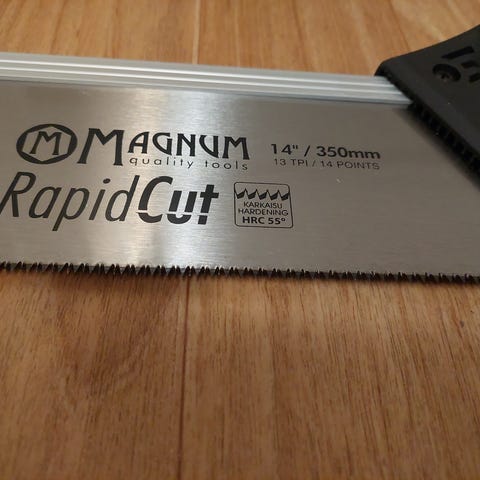 M MAGNUM
quality tools
14" / 350mm
13 TPI / 14 POINTS
RapidCut
KARKAISU
HARDENING
HRC 55°